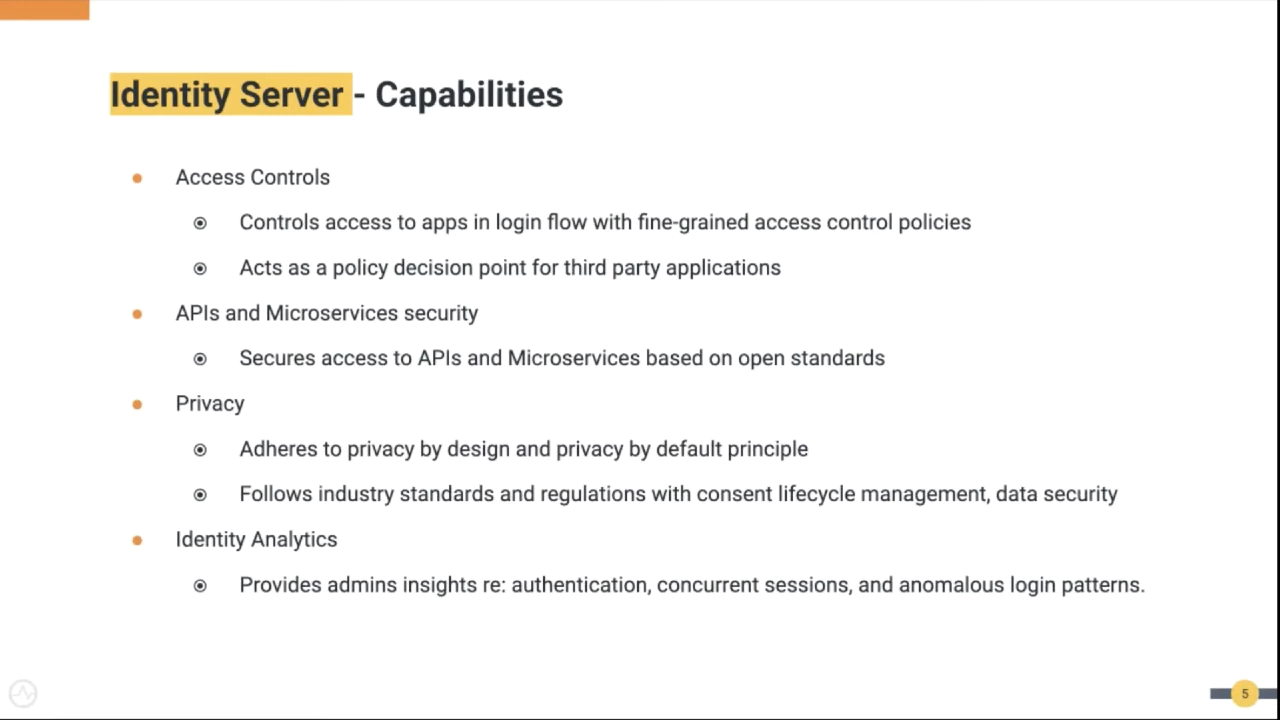 Identity Server - Capabilities
Access Controls
Controls access to apps in login flow with fine-grained access control policies
Acts as a policy decision point for third party applications
APIs and Microservices security
Secures access to APIs and Microservices based on open standards
Privacy
Adheres to privacy by design and privacy by default principle
Follows industry standards and regulations with consent lifecycle management, data security
Identity Analytics
Provides admins insights re: authentication, concurrent sessions, and anomalous login patterns.
5